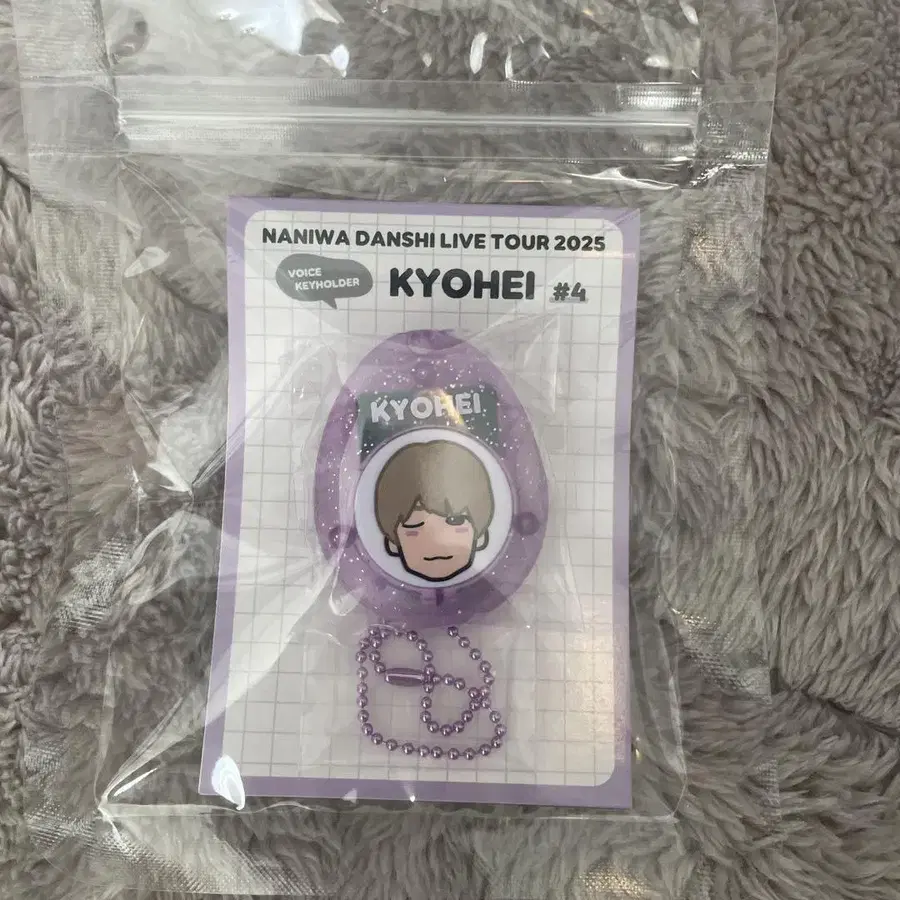 NANIWA DANSHI LIVE TOUR 2025
VOICE
KEYHOLDER
KYOHEI #4
KYOHEI